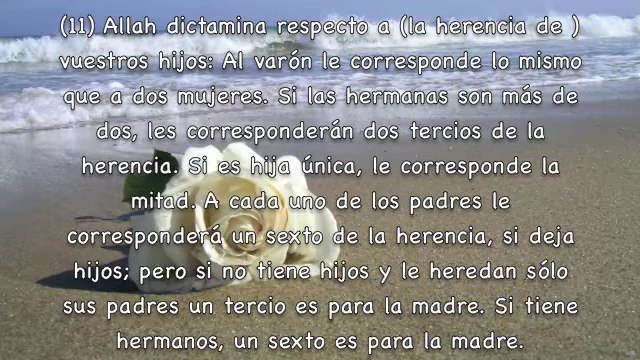 (11) Allah dictamina respecto a (la herencia de )
vuestros hijos: Al varón le corresponde lo mismo
que a dos mujeres. Si las hermanas son más de
dos, les corresponderán dos tercios de la
herencia. Si es hija única, le corresponde la
mitad. A cada uno de los padres le
corresponderá un sexto de la herencia, si deja
hijos; pero si no tiene hijos y le heredan sólo
sus padres un tercio es para la madre. Si tiene
hermanos, un sexto es para la madre.